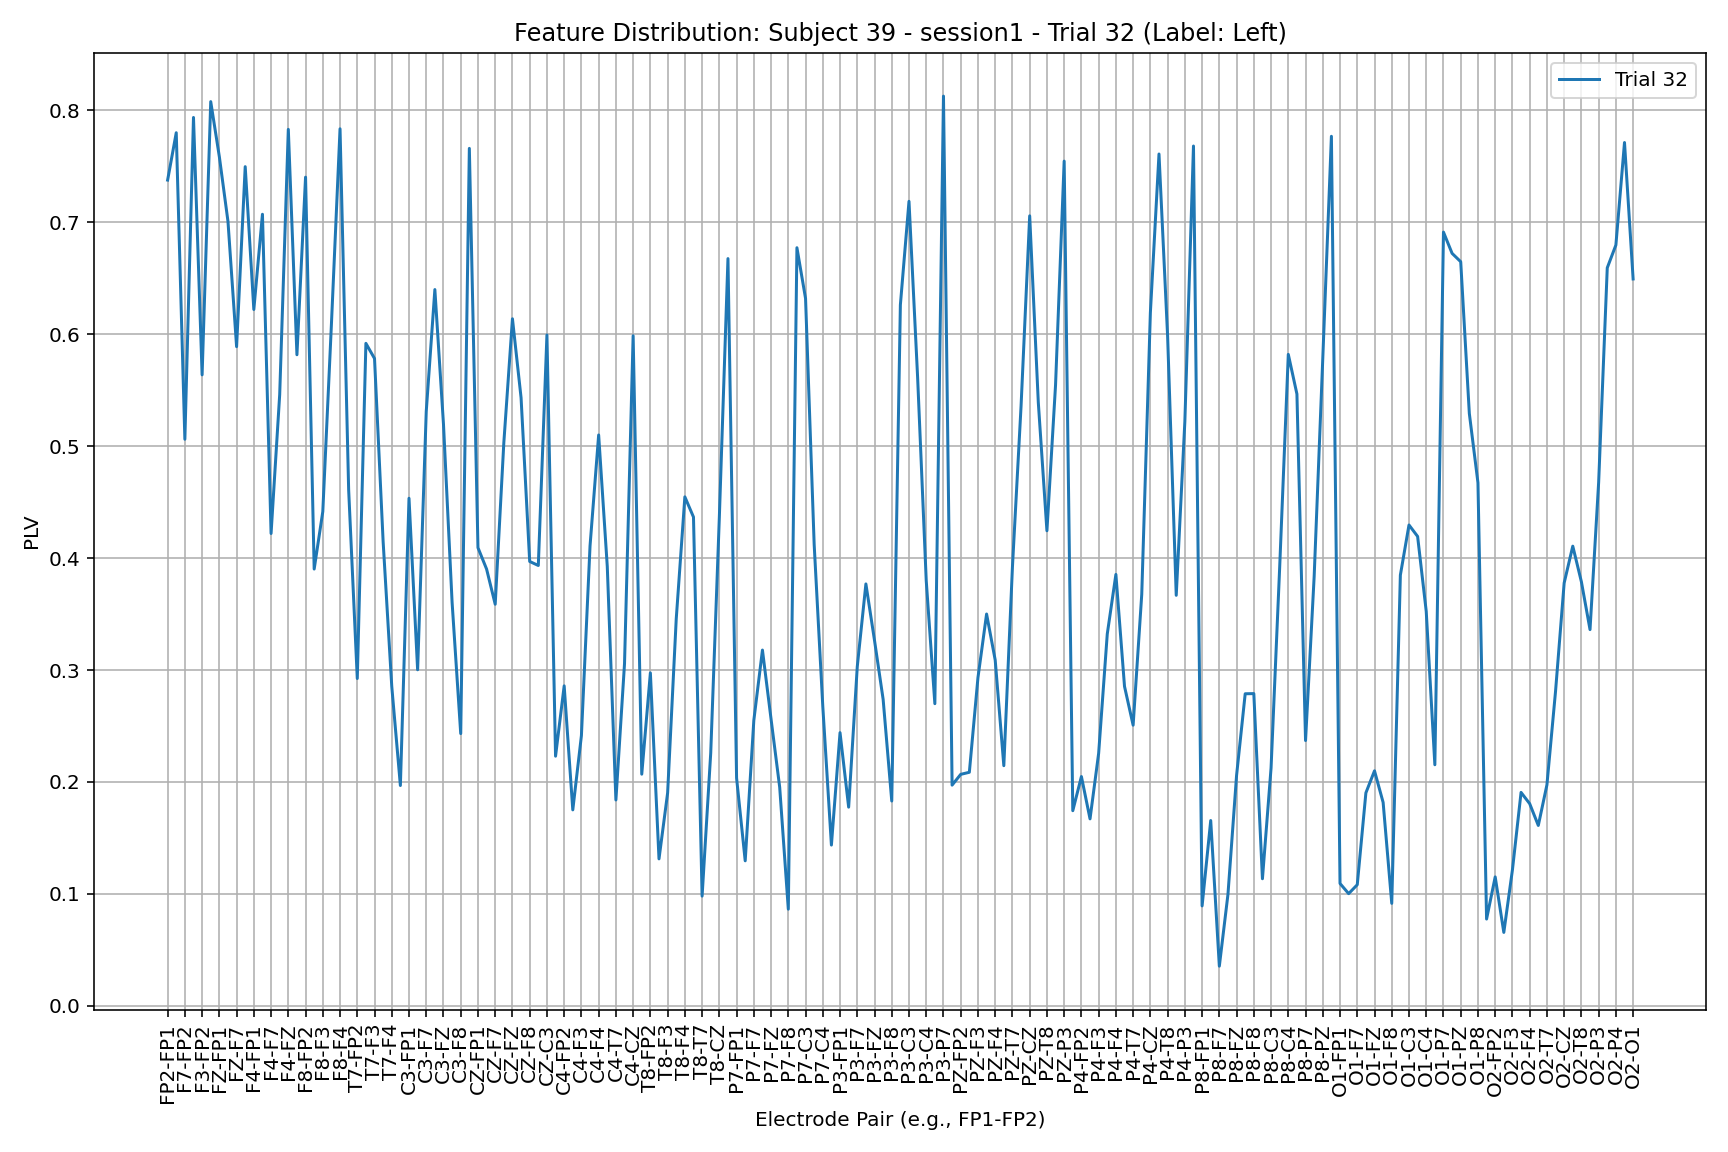 Feature Distribution: Subject 39 - session1 - Trial 32 (Label: Left)
Trial 32
PLV
0.8
0.7
0.6
0.5
0.4
0.3
0.2
0.1
0.0
FP2-FP1
F7-FP2
F3-FP2
FZ-FP1
FZ-F7
F4-FP1
F4-F7
F4-FZ
F8-FP2
F8-F3
F8-F4
T7-FP2
T7-F3
T7-F4
C3-FP1
C3-F7
C3-FZ
C3-F8
CZ-FP1
CZ-F7
CZ-FZ
CZ-F8
CZ-C3
C4-FP2
C4-F3
C4-F4
C4-T7
C4-CZ
T8-FP2
T8-F3
T8-F4
T8-T7
T8-CZ
P7-FP1
P7-F7
P7-FZ
P7-F8
P7-C3
P7-C4
P3-FP1
P3-F7
P3-FZ
P3-F8
P3-C3
P3-C4
P3-P7
PZ-FP2
PZ-F3
PZ-F4
PZ-T7
PZ-CZ
PZ-T8
PZ-P3
P4-FP2
P4-F3
P4-F4
P4-T7
P4-CZ
P4-T8
P4-P3
P8-FP1
P8-F7
P8-FZ
P8-F8
P8-C3
P8-C4
P8-P7
P8-PZ
O1-FP1
O1-F7
O1-FZ
O1-F8
O1-C3
O1-C4
O1-P7
O1-PZ
O1-P8
O2-FP2
O2-F3
O2-F4
O2-T7
O2-CZ
O2-T8
O2-P3
O2-P4
O2-O1
Electrode Pair (e.g., FP1-FP2)